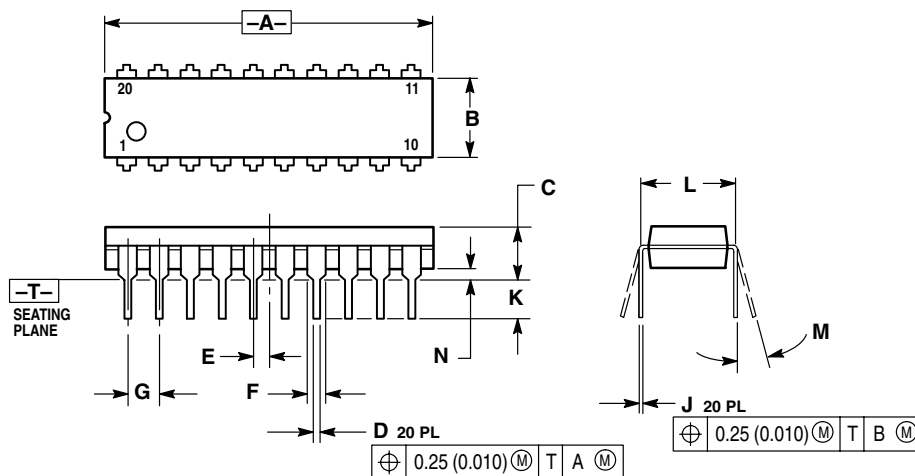 –A–
20 11
B
1 10
C
L
–T–
SEATING
PLANE
K
M
E
N
G
F
J 20 PL
D 20 PL
⌖ 0.25 (0.010) Ⓜ T B Ⓜ
⌖ 0.25 (0.010) Ⓜ T A Ⓜ